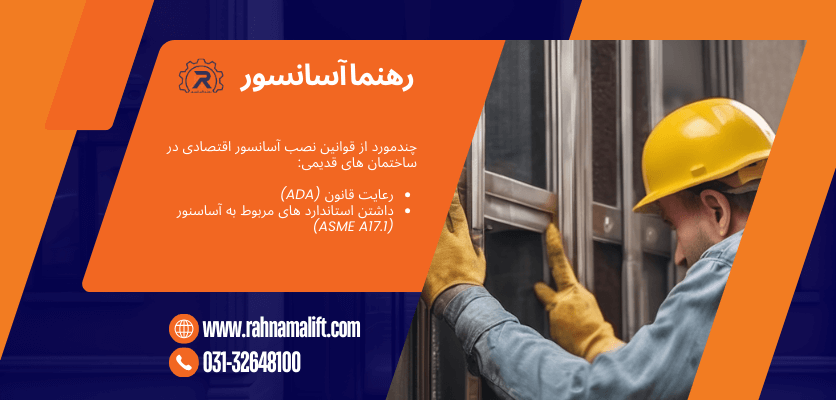 رهنما آسانسور
چندمورد از قوانین نصب آسانسور اقتصادی در
ساختمان های قدیمی:
• رعایت قانون (ADA)
• داشتن استاندارد های مربوط به آساسنور
(ASME A17.1)
www.rahnamalift.com
031-32648100